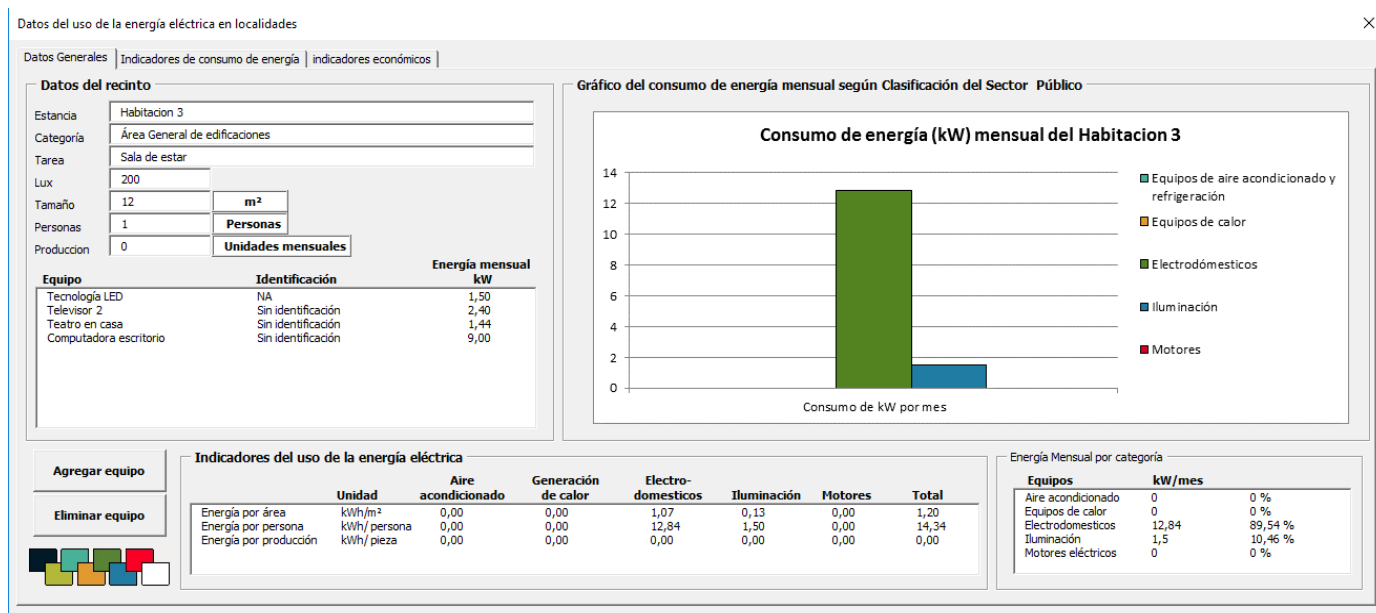 Datos del uso de la energía eléctrica en localidades
Datos Generales Indicadores de consumo de energía indicadores económicos
Datos del recinto
Estancia Habitacion 3
Categoría Área General de edificaciones
Tarea Sala de estar
Lux 200
Tamaño 12 m²
Personas 1 Personas
Produccion 0 Unidades mensuales
Energía mensual
Equipo Identificación kW
Tecnología LED NA 1,50
Televisor 2 Sin identificación 2,40
Teatro en casa Sin identificación 1,44
Computadora escritorio Sin identificación 9,00
Gráfico del consumo de energía mensual según Clasificación del Sector Público
Consumo de energía (kW) mensual del Habitacion 3
14
12
10
8
6
4
2
0
Consumo de kW por mes
Equipos de aire acondicionado y
refrigeración
Equipos de calor
Electrodómesticos
Iluminación
Motores
Agregar equipo
Eliminar equipo
Indicadores del uso de la energía eléctrica
Aire Generación Electro-
Unidad acondicionado de calor domesticos Iluminación Motores Total
Energía por área kWh/m² 0,00 0,00 1,07 0,13 0,00 1,20
Energía por persona kWh/ persona 0,00 0,00 12,84 1,50 0,00 14,34
Energía por producción kWh/ pieza 0,00 0,00 0,00 0,00 0,00 0,00
Energía Mensual por categoría
Equipos kW/mes
Aire acondicionado 0 0 %
Equipos de calor 0 0 %
Electrodomesticos 12,84 89,54 %
Iluminación 1,5 10,46 %
Motores eléctricos 0 0 %